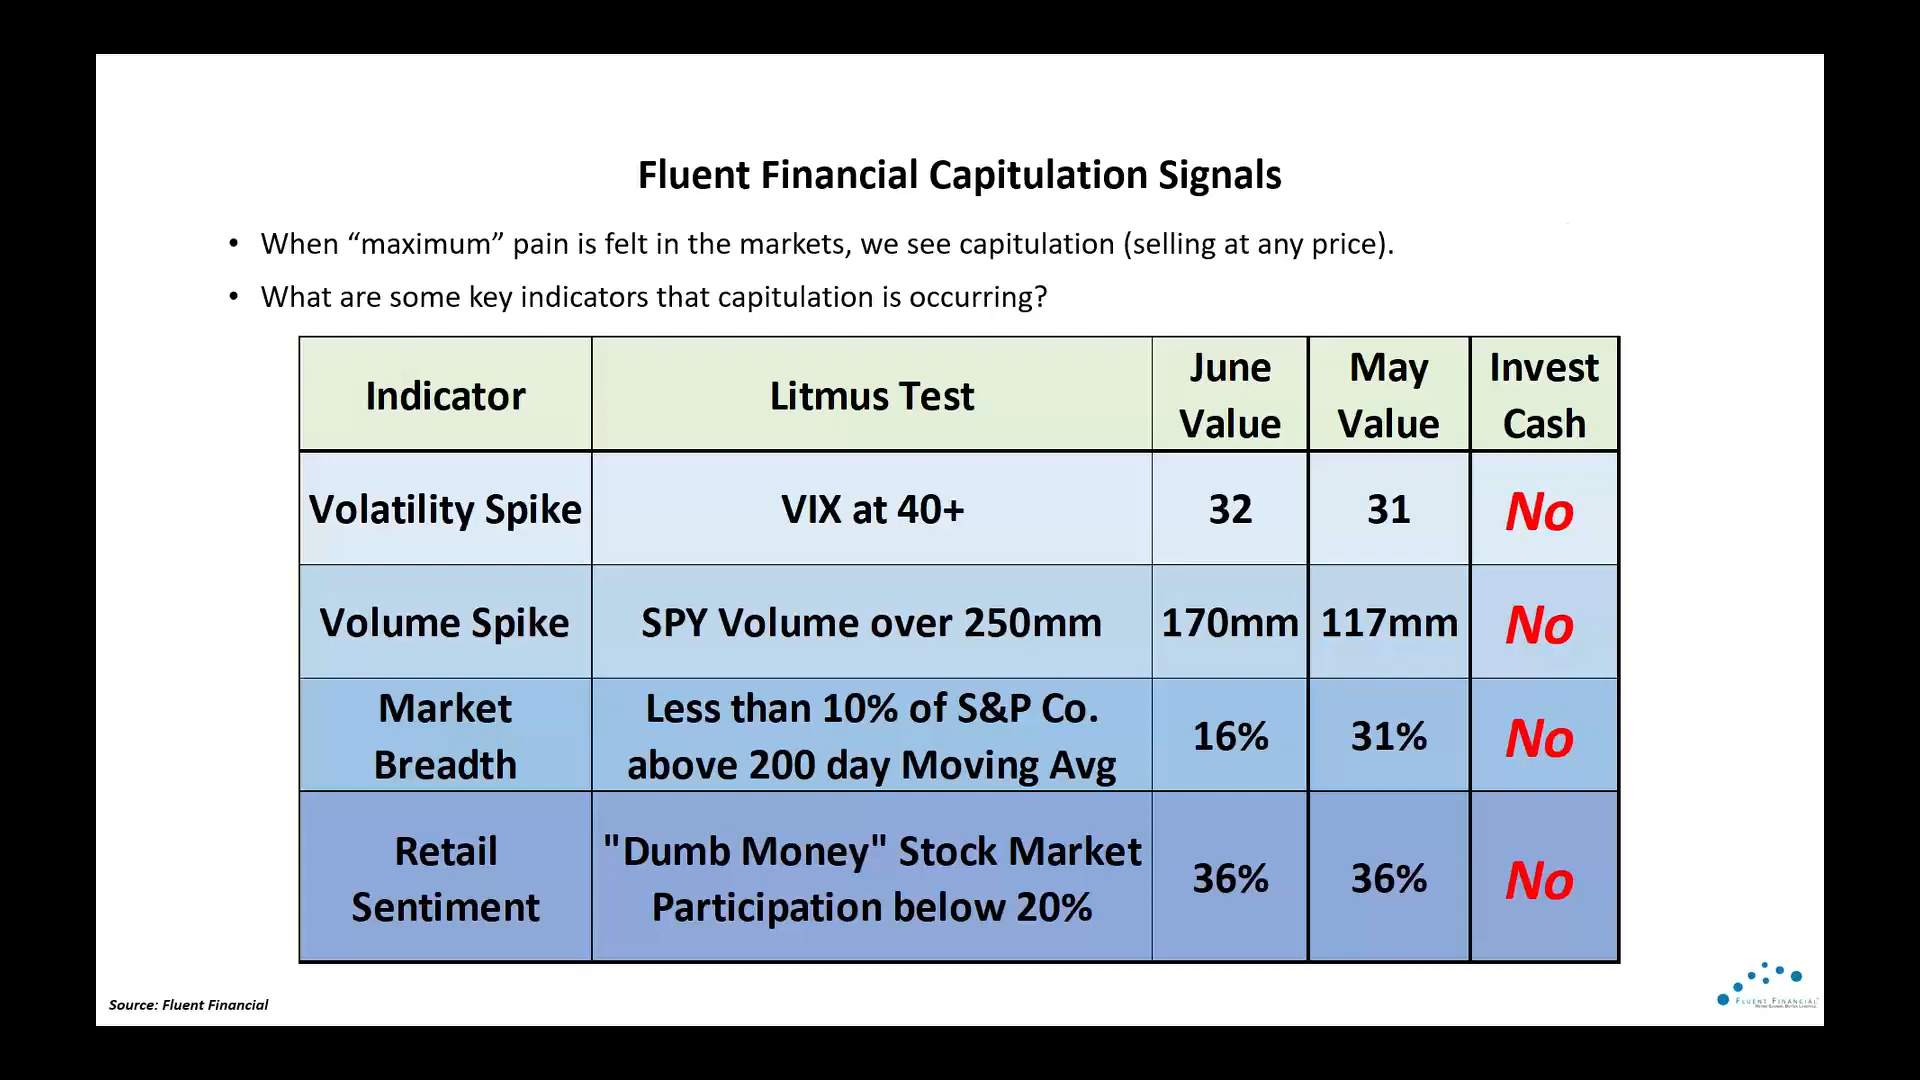 Fluent Financial Capitulation Signals
• When “maximum” pain is felt in the markets, we see capitulation (selling at any price).
• What are some key indicators that capitulation is occurring?
Indicator
Litmus Test
June
Value
May
Value
Invest
Cash
Volatility Spike
VIX at 40+
32
31
No
Volume Spike
SPY Volume over 250mm
170mm
117mm
No
Market
Breadth
Less than 10% of S&P Co.
above 200 day Moving Avg
16%
31%
No
Retail
Sentiment
"Dumb Money" Stock Market
Participation below 20%
36%
36%
No
Source: Fluent Financial
FLUENT FINANCIAL